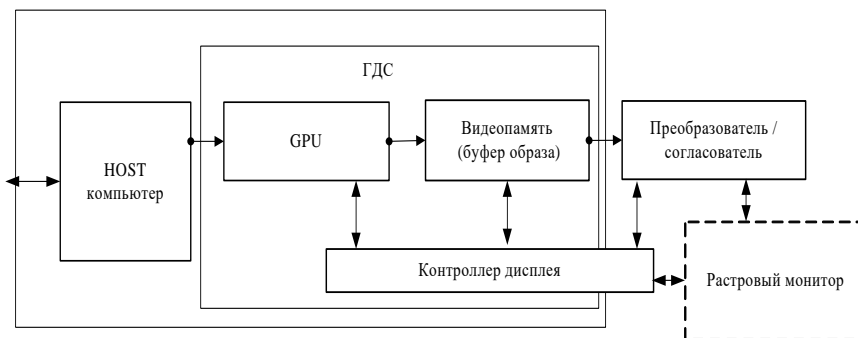 ГДС
HOST
компьютер
GPU
Видеопамять
(буфер образа)
Преобразователь /
согласователь
Контроллер дисплея
Растровый монитор